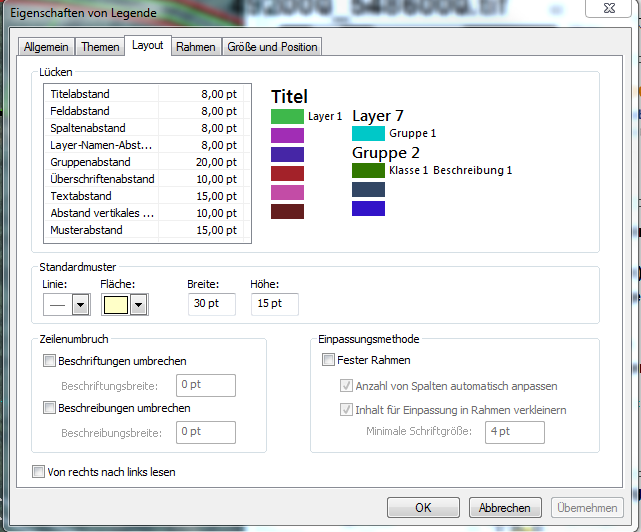 492000_5486000.tif
Eigenschaften von Legende
Allgemein Themen Layout Rahmen Größe und Position
Lücken
Titelabstand 8,00 pt
Feldabstand 8,00 pt
Spaltenabstand 8,00 pt
Layer-Namen-Abst... 8,00 pt
Gruppenabstand 20,00 pt
Überschriftenabstand 10,00 pt
Textabstand 15,00 pt
Abstand vertikales ... 10,00 pt
Musterabstand 15,00 pt
Titel
Layer 1 Layer 7
Gruppe 1
Gruppe 2
Klasse 1 Beschreibung 1
Standardmuster
Linie: Fläche: Breite: Höhe:
30 pt 15 pt
Zeilenumbruch
Beschriftungen umbrechen
Beschriftungsbreite: 0 pt
Beschreibungen umbrechen
Beschreibungsbreite: 0 pt
Einpassungsmethode
Fester Rahmen
Anzahl von Spalten automatisch anpassen
Inhalt für Einpassung in Rahmen verkleinern
Minimale Schriftgröße: 4 pt
Von rechts nach links lesen
OK Abbrechen Übernehmen